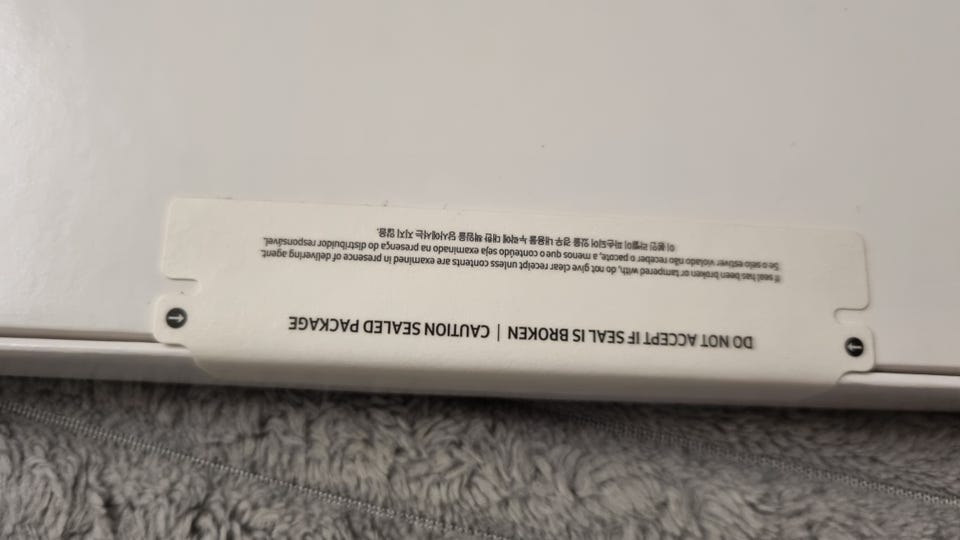 DO NOT ACCEPT IF SEAL IS BROKEN | CAUTION SEALED PACKAGE
If seal has been broken or tampered with, do not give clear receipt unless contents are examined in presence of delivering agent.
Se o selo estiver violado não receber o pacote, a menos que o conteúdo seja examinado na presença do distribuidor responsável.
이 봉인 라벨이 파손되어 있을 경우 내용물 누락에 대한 책임을 당사에서는 지지 않음.